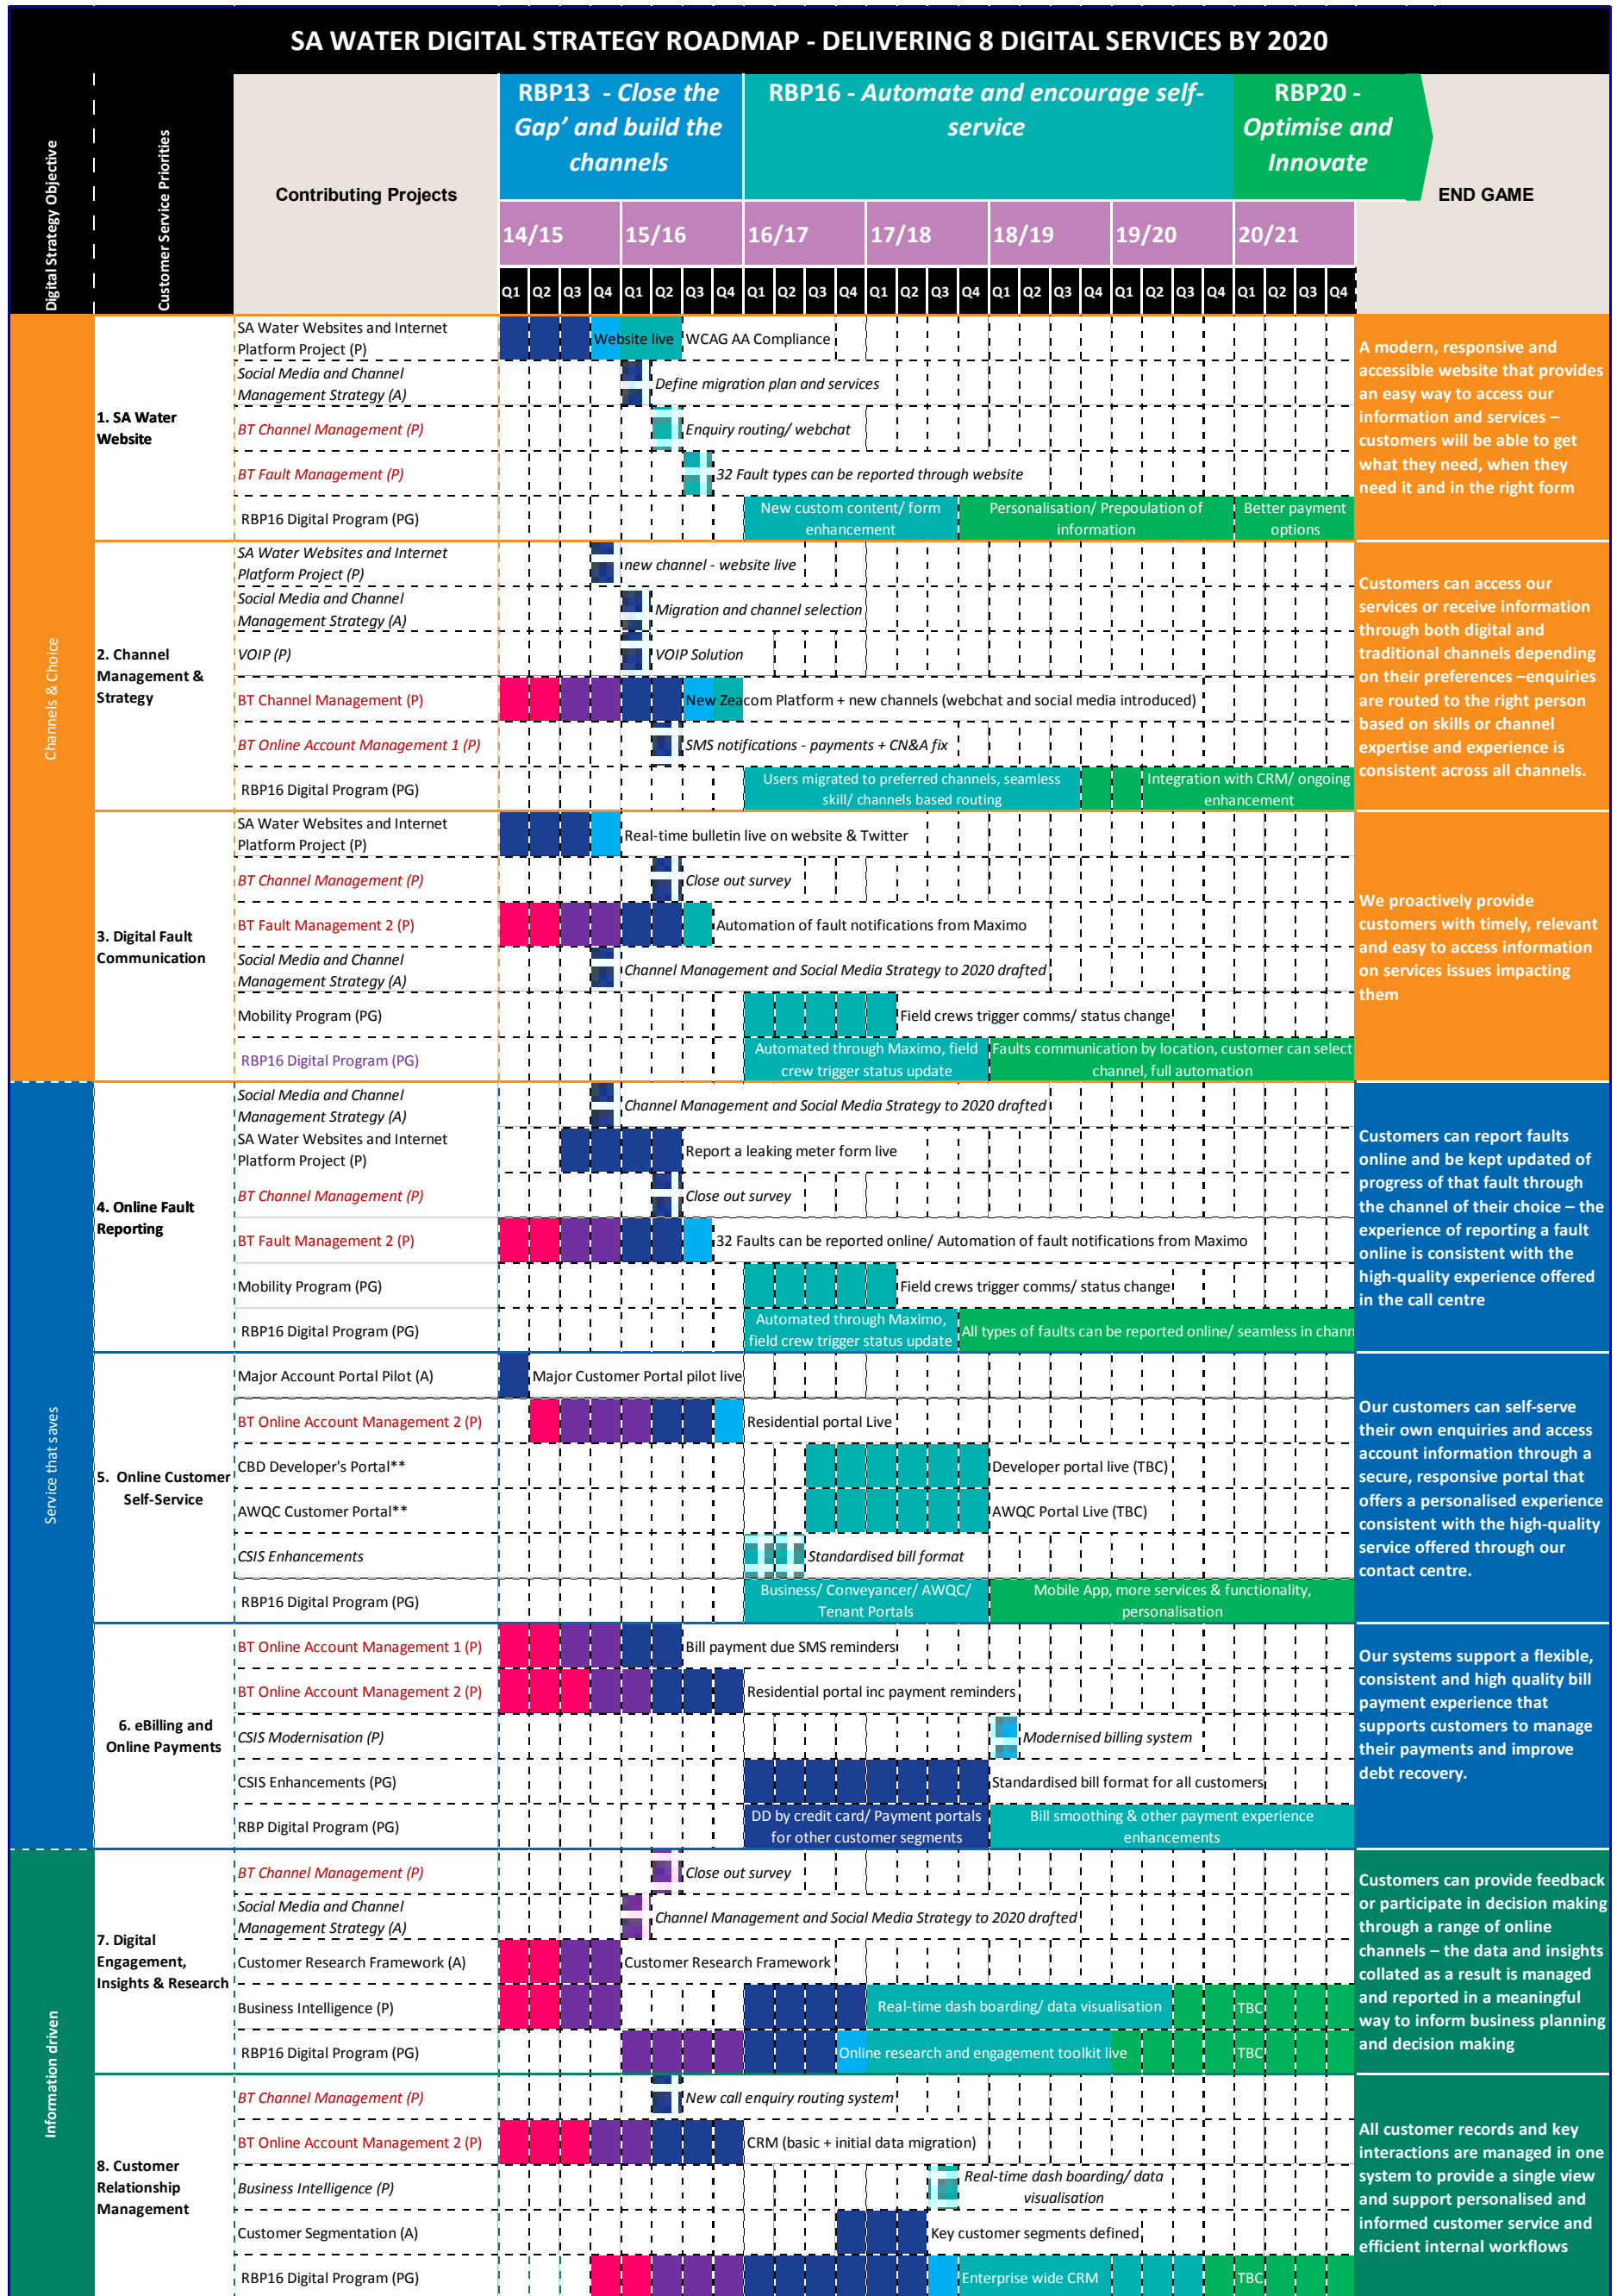 SA WATER DIGITAL STRATEGY ROADMAP - DELIVERING 8 DIGITAL SERVICES BY 2020
Digital Strategy Objective
Customer Service Priorities
Contributing Projects
RBP13 - Close the
Gap' and build the
channels
RBP16 - Automate and encourage self-
service
RBP20 -
Optimise and
Innovate
END GAME
14/15
15/16
16/17
17/18
18/19
19/20
20/21
Q1 Q2 Q3 Q4 Q1 Q2 Q3 Q4 Q1 Q2 Q3 Q4 Q1 Q2 Q3 Q4 Q1 Q2 Q3 Q4 Q1 Q2 Q3 Q4 Q1 Q2 Q3 Q4
Channels & Choice
1. SA Water
Website
SA Water Websites and Internet
Platform Project (P)
Website live
WCAG AA Compliance
Social Media and Channel
Management Strategy (A)
Define migration plan and services
BT Channel Management (P)
Enquiry routing/ webchat
BT Fault Management (P)
32 Fault types can be reported through website
RBP16 Digital Program (PG)
New custom content/ form
enhancement
Personalisation/ Prepoulation of
information
Better payment
options
A modern, responsive and
accessible website that provides
an easy way to access our
information and services –
customers will be able to get
what they need, when they
need it and in the right form
2. Channel
Management &
Strategy
SA Water Websites and Internet
Platform Project (P)
new channel - website live
Social Media and Channel
Management Strategy (A)
Migration and channel selection
VOIP (P)
VOIP Solution
BT Channel Management (P)
New Zeacom Platform + new channels (webchat and social media introduced)
BT Online Account Management 1 (P)
SMS notifications - payments + CN&A fix
RBP16 Digital Program (PG)
Users migrated to preferred channels, seamless
skill/ channels based routing
Integration with CRM/ ongoing
enhancement
Customers can access our
services or receive information
through both digital and
traditional channels depending
on their preferences –enquiries
are routed to the right person
based on skills or channel
expertise and experience is
consistent across all channels.
3. Digital Fault
Communication
SA Water Websites and Internet
Platform Project (P)
Real-time bulletin live on website & Twitter
BT Channel Management (P)
Close out survey
BT Fault Management 2 (P)
Automation of fault notifications from Maximo
Social Media and Channel
Management Strategy (A)
Channel Management and Social Media Strategy to 2020 drafted
Mobility Program (PG)
Field crews trigger comms/ status change
RBP16 Digital Program (PG)
Automated through Maximo, field
crew trigger status update
Faults communication by location, customer can select
channel, full automation
We proactively provide
customers with timely, relevant
and easy to access information
on services issues impacting
them
Service that saves
4. Online Fault
Reporting
Social Media and Channel
Management Strategy (A)
Channel Management and Social Media Strategy to 2020 drafted
SA Water Websites and Internet
Platform Project (P)
Report a leaking meter form live
BT Channel Management (P)
Close out survey
BT Fault Management 2 (P)
32 Faults can be reported online/ Automation of fault notifications from Maximo
Mobility Program (PG)
Field crews trigger comms/ status change
RBP16 Digital Program (PG)
Automated through Maximo,
field crew trigger status update
All types of faults can be reported online/ seamless in chann
Customers can report faults
online and be kept updated of
progress of that fault through
the channel of their choice – the
experience of reporting a fault
online is consistent with the
high-quality experience offered
in the call centre
5. Online Customer
Self-Service
Major Account Portal Pilot (A)
Major Customer Portal pilot live
BT Online Account Management 2 (P)
Residential portal Live
CBD Developer's Portal**
Developer portal live (TBC)
AWQC Customer Portal**
AWQC Portal Live (TBC)
CSIS Enhancements
Standardised bill format
RBP16 Digital Program (PG)
Business/ Conveyancer/ AWQC/
Tenant Portals
Mobile App, more services & functionality,
personalisation
Our customers can self-serve
their own enquiries and access
account information through a
secure, responsive portal that
offers a personalised experience
consistent with the high-quality
service offered through our
contact centre.
6. eBilling and
Online Payments
BT Online Account Management 1 (P)
Bill payment due SMS reminders
BT Online Account Management 2 (P)
Residential portal inc payment reminders
CSIS Modernisation (P)
Modernised billing system
CSIS Enhancements (PG)
Standardised bill format for all customers
RBP Digital Program (PG)
DD by credit card/ Payment portals
for other customer segments
Bill smoothing & other payment experience
enhancements
Our systems support a flexible,
consistent and high quality bill
payment experience that
supports customers to manage
their payments and improve
debt recovery.
Information driven
7. Digital
Engagement,
Insights & Research
BT Channel Management (P)
Close out survey
Social Media and Channel
Management Strategy (A)
Channel Management and Social Media Strategy to 2020 drafted
Customer Research Framework (A)
Customer Research Framework
Business Intelligence (P)
Real-time dash boarding/ data visualisation
TBC
RBP16 Digital Program (PG)
Online research and engagement toolkit live
TBC
Customers can provide feedback
or participate in decision making
through a range of online
channels – the data and insights
collated as a result is managed
and reported in a meaningful
way to inform business planning
and decision making
8. Customer
Relationship
Management
BT Channel Management (P)
New call enquiry routing system
BT Online Account Management 2 (P)
CRM (basic + initial data migration)
Business Intelligence (P)
Real-time dash boarding/ data
visualisation
Customer Segmentation (A)
Key customer segments defined
RBP16 Digital Program (PG)
Enterprise wide CRM
TBC
All customer records and key
interactions are managed in one
system to provide a single view
and support personalised and
informed customer service and
efficient internal workflows